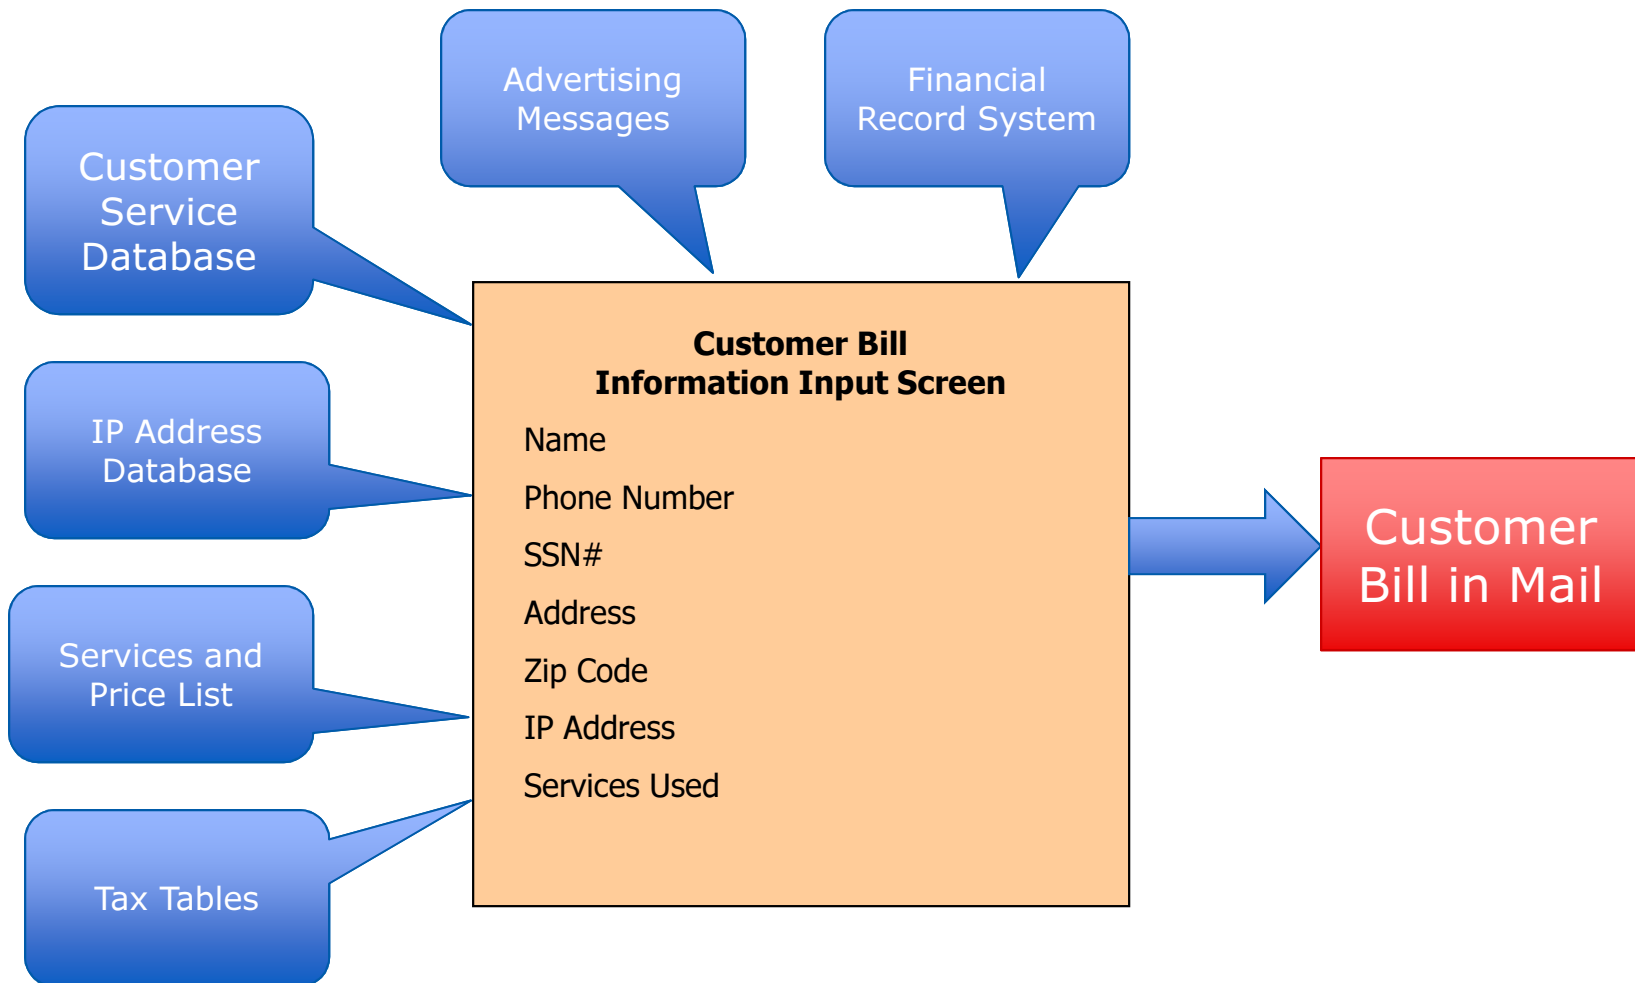 Advertising
Messages
Financial
Record System
Customer
Service
Database
IP Address
Database
Services and
Price List
Tax Tables
Customer Bill
Information Input Screen
Name
Phone Number
SSN#
Address
Zip Code
IP Address
Services Used
Customer
Bill in Mail